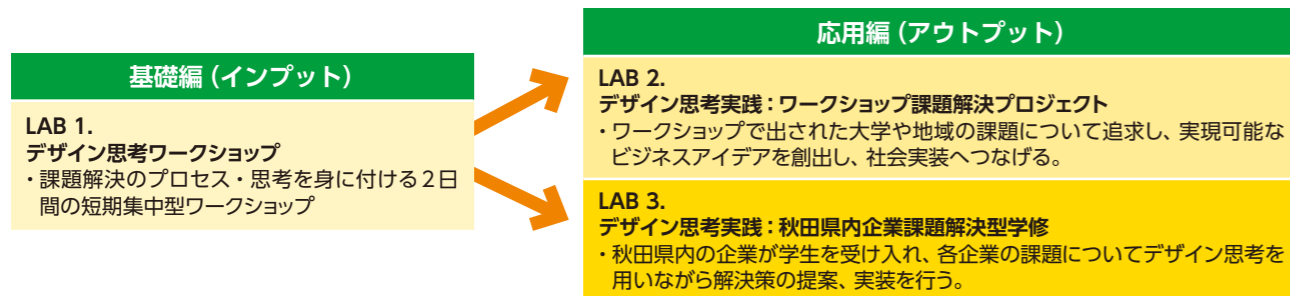 基礎編（インプット）
LAB 1.
デザイン思考ワークショップ
・課題解決のプロセス・思考を身に付ける2日
間の短期集中型ワークショップ
応用編（アウトプット）
LAB 2.
デザイン思考実践：ワークショップ課題解決プロジェクト
・ワークショップで出された大学や地域の課題について追求し、実現可能な
ビジネスアイデアを創出し、社会実装へつなげる。
LAB 3.
デザイン思考実践：秋田県内企業課題解決型学修
・秋田県内の企業が学生を受け入れ、各企業の課題についてデザイン思考を
用いながら解決策の提案、実装を行う。